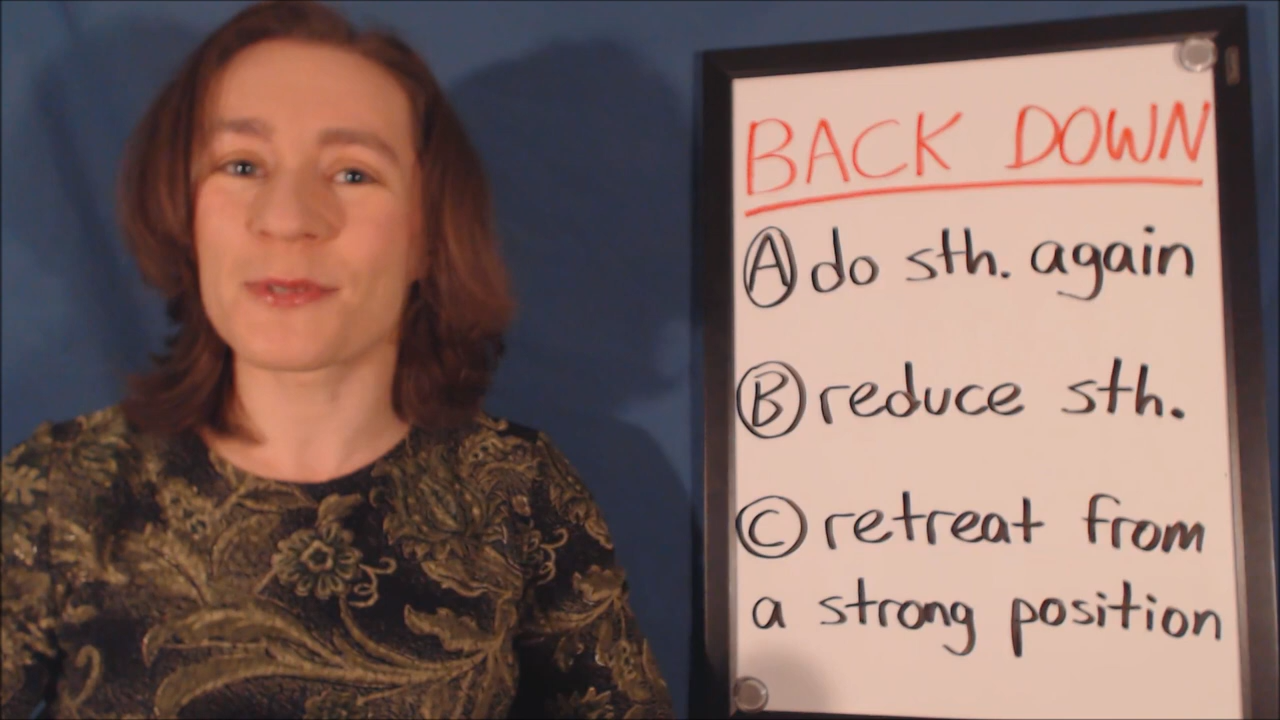 BACK DOWN
A do sth. again
B reduce sth.
C retreat from
a strong position